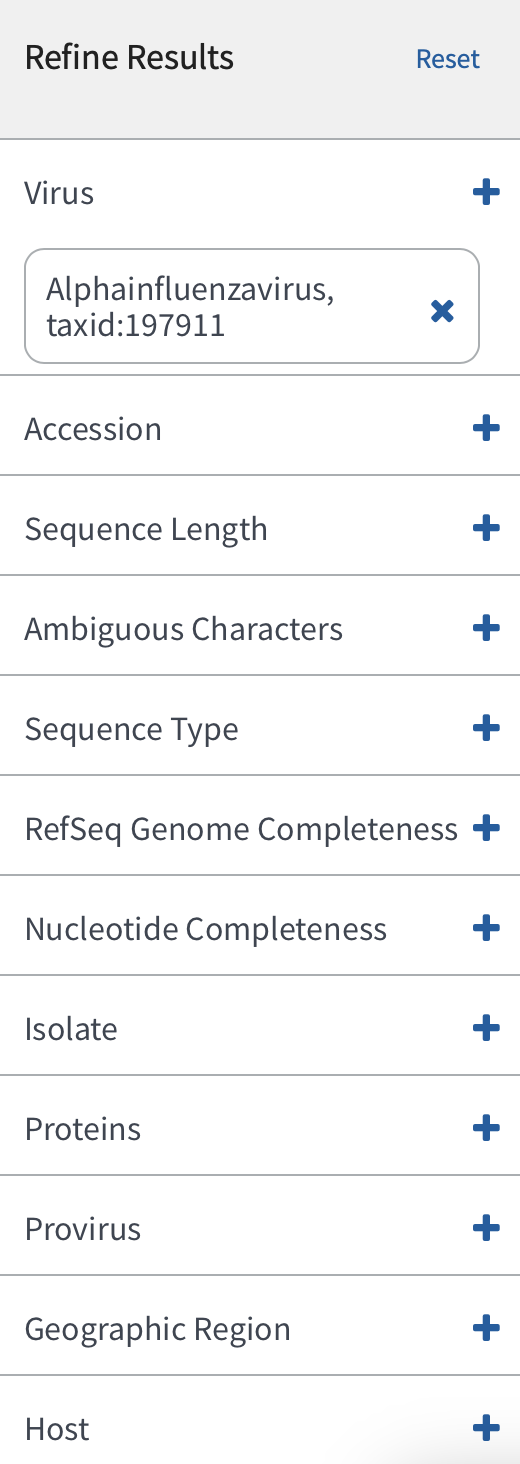 Refine Results
Reset
Virus
Alphainfluenzavirus,
taxid:197911
Accession
Sequence Length
Ambiguous Characters
Sequence Type
RefSeq Genome Completeness
Nucleotide Completeness
Isolate
Proteins
Provirus
Geographic Region
Host